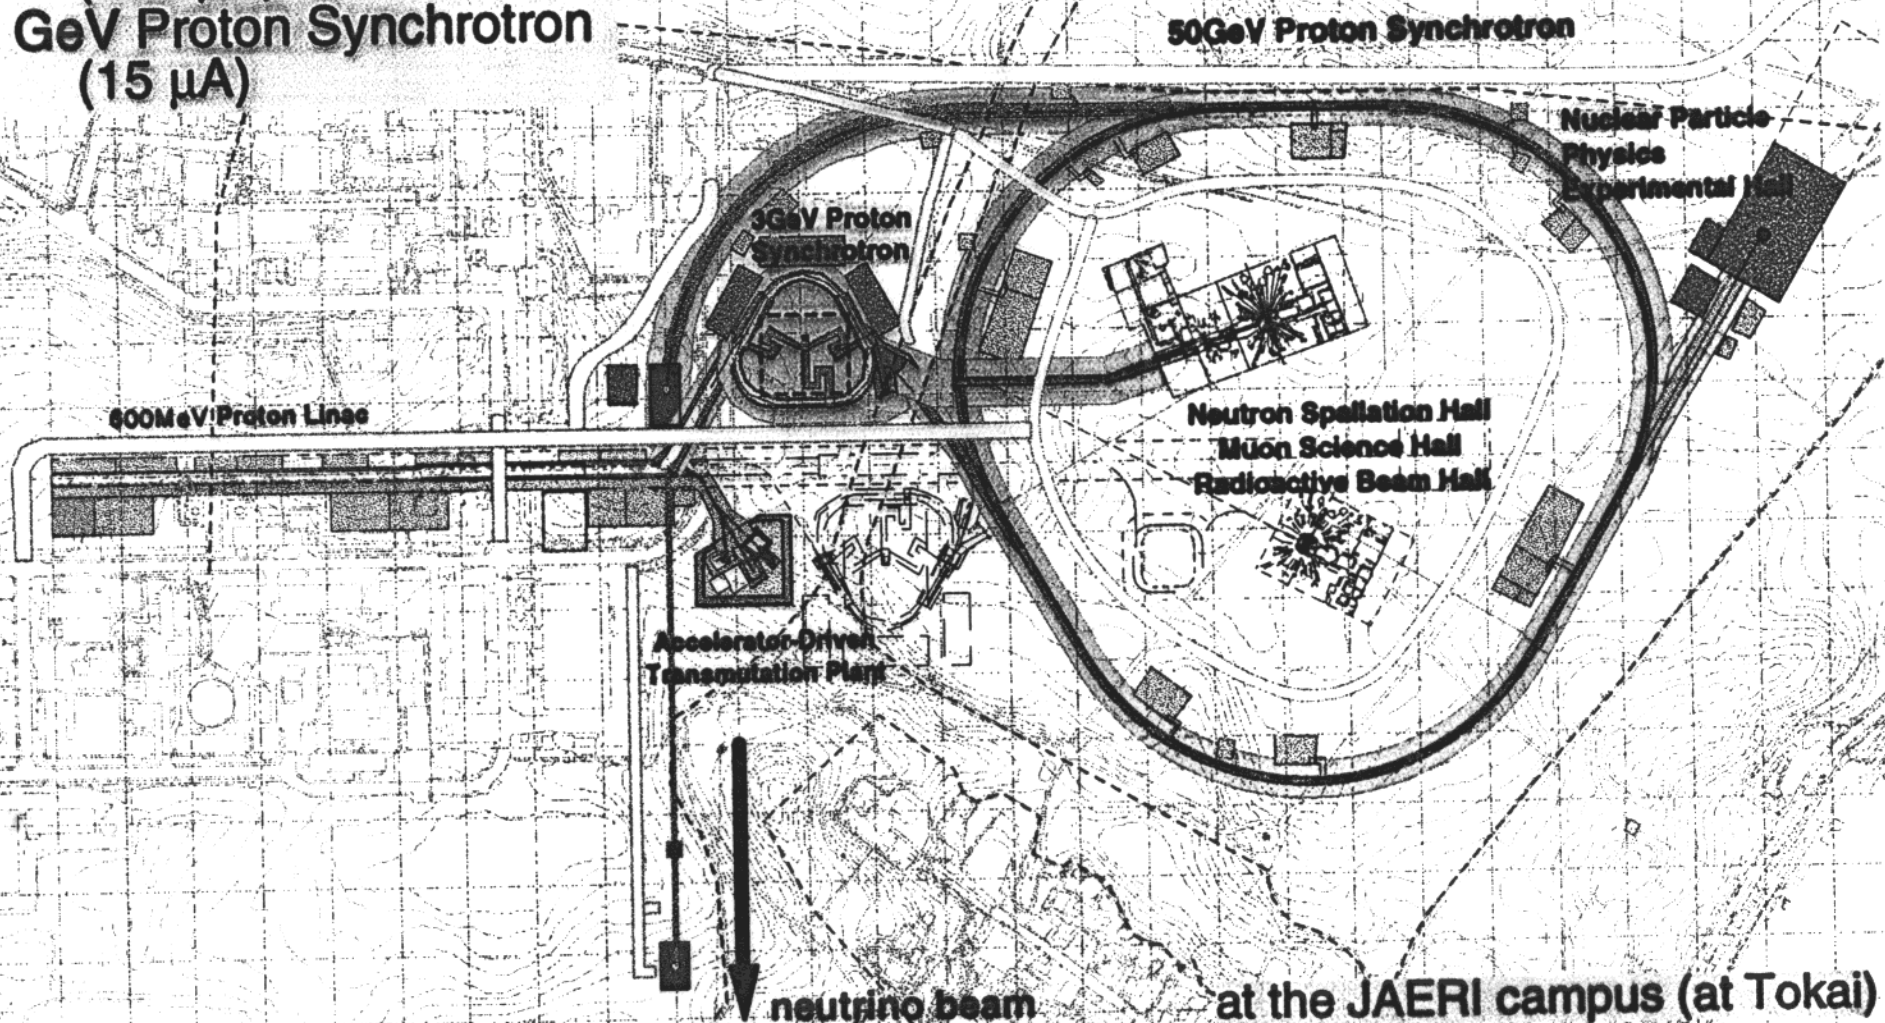 GeV Proton Synchrotron
(15 μA)
50GeV Proton Synchrotron
Nuclear Particle
Physics
Experimental Hall
3GeV Proton
Synchrotron
600MeV Proton Linac
Neutron Spallation Hall
Muon Science Hall
Radioactive Beam Hall
Accelerator-Driven
Transmutation Plant
neutrino beam
at the JAERI campus (at Tokai)